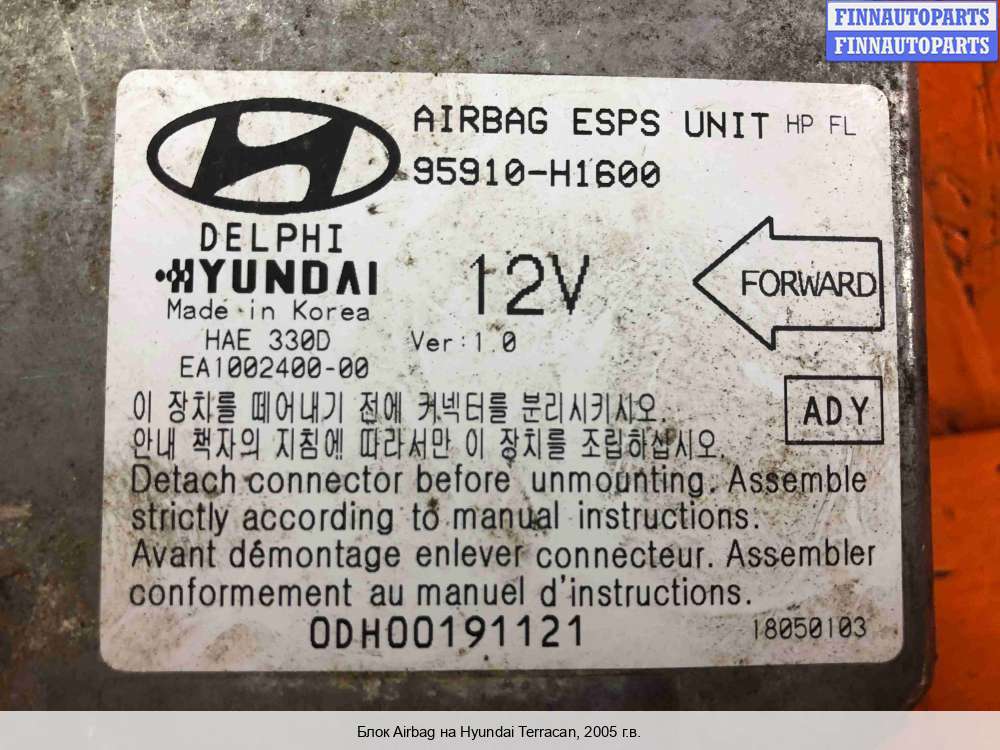 FINNAUTOPARTS
FINNAUTOPARTS
AIRBAG ESPS UNIT HP FL
95910-H1600
DELPHI
HYUNDAI
Made in Korea
12V
FORWARD
HAE 330D
Ver:1.0
EA1002400-00
ADY
이 장치를 떼어내기 전에 커넥터를 분리시키시오.
안내 책자의 지침에 따라서만 이 장치를 조립하십시오.
Detach connector before unmounting. Assemble
strictly according to manual instructions.
Avant démontage enlever connecteur. Assembler
conformement au manuel d'instructions.
ODH00191121
18050103
Блок Airbag на Hyundai Terracan, 2005 г.в.